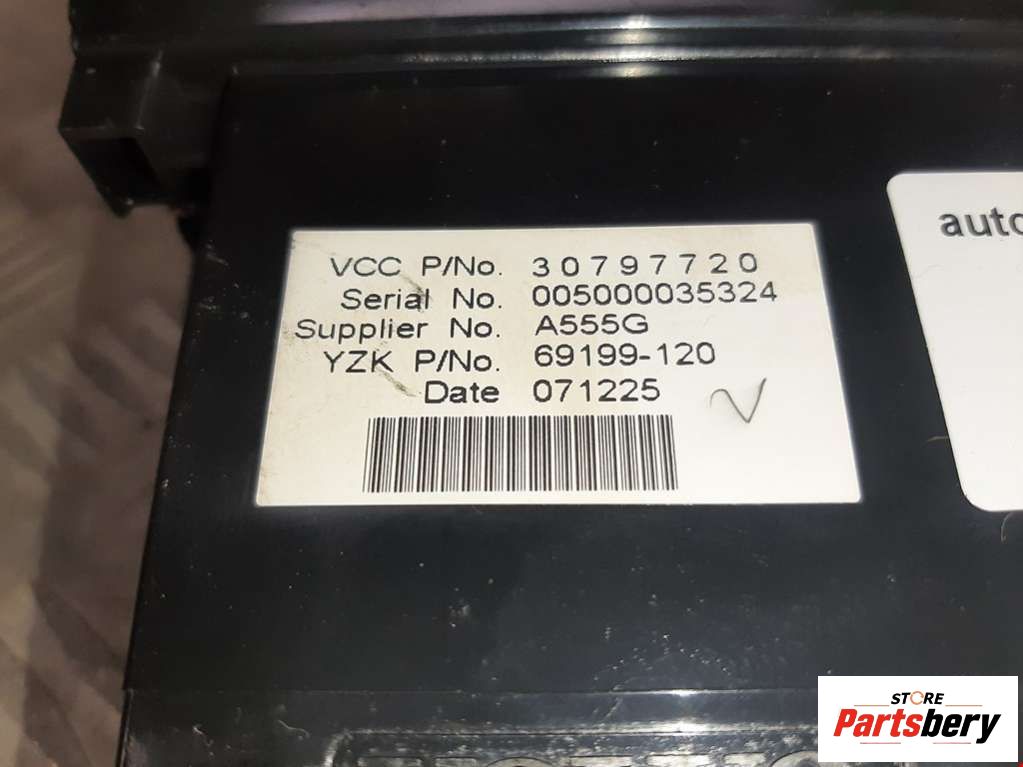 VCC P/No. 30797720
Serial No. 005000035324
Supplier No. A555G
YZK P/No. 69199-120
Date 071225
auto
STORE
Partsbery